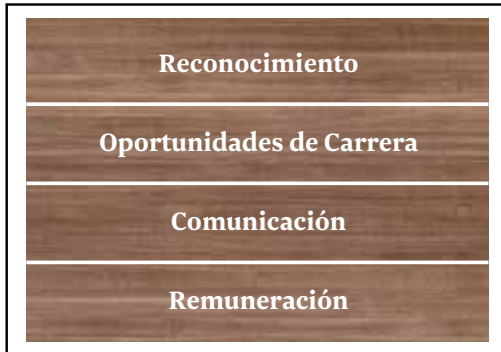 Reconocimiento
Oportunidades de Carrera
Comunicación
Remuneración